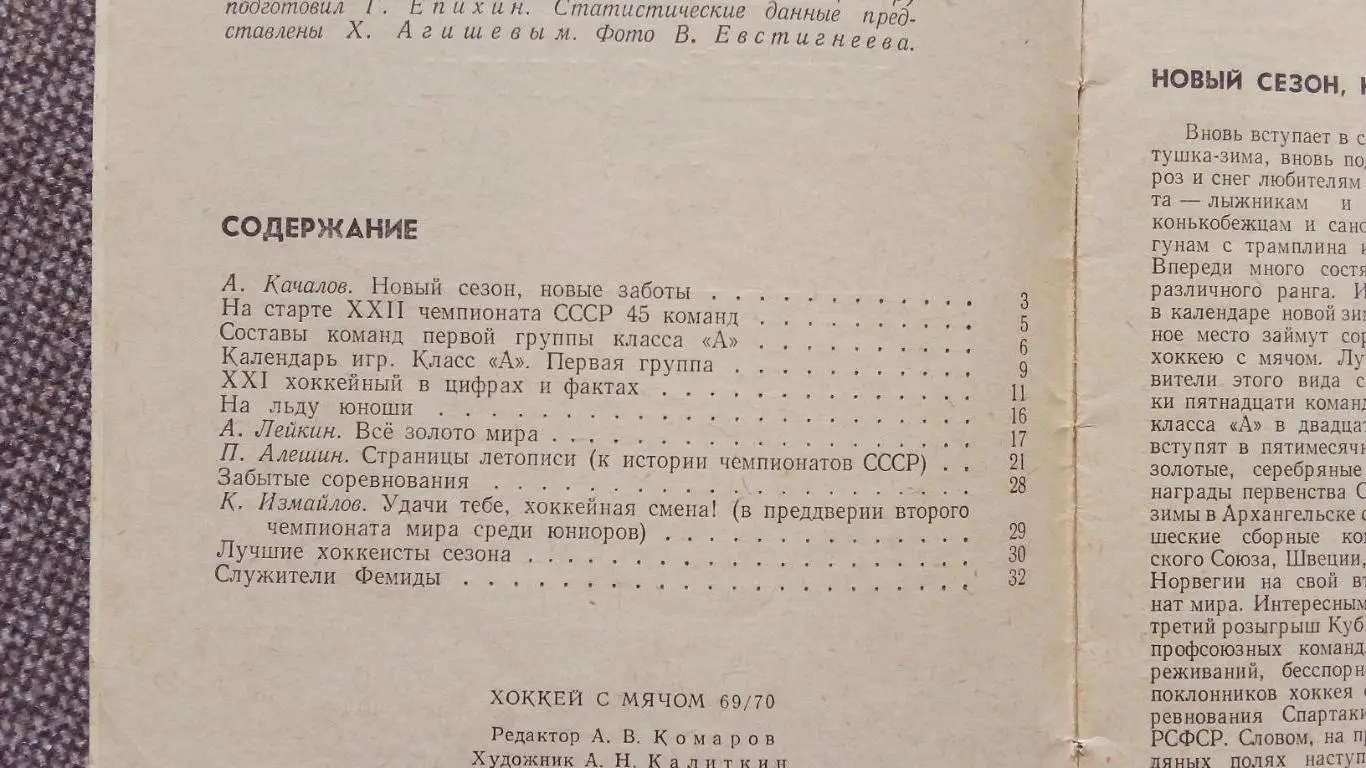 подготовил Г. Епихин. Статистические данные пред-
ставлены Х. Агишевым. Фото В. Евстигнеева.
СОДЕРЖАНИЕ
А. Качалов. Новый сезон, новые заботы . . . . . . . . . . . . 3
На старте XXII чемпионата СССР 45 команд . . . . . . . . . . 5
Составы команд первой группы класса «А» . . . . . . . . . . 6
Календарь игр. Класс «А». Первая группа . . . . . . . . . . 9
XXI хоккейный в цифрах и фактах . . . . . . . . . . . . . 11
На льду юноши . . . . . . . . . . . . . . . . . . . . . 16
А. Лейкин. Всё золото мира . . . . . . . . . . . . . . . . 17
П. Алешин. Страницы летописи (к истории чемпионатов СССР) . . 21
Забытые соревнования . . . . . . . . . . . . . . . . . . . 28
К. Измайлов. Удачи тебе, хоккейная смена! (в преддверии второго
чемпионата мира среди юниоров) . . . . . . . . . . . . . 29
Лучшие хоккеисты сезона . . . . . . . . . . . . . . . . . . 30
Служители Фемиды . . . . . . . . . . . . . . . . . . . . 32
ХОККЕЙ С МЯЧОМ 69/70
Редактор А. В. Комаров
Художник А. Н. Калиткин
НОВЫЙ СЕЗОН,
Вновь вступает в
тушка-зима, вновь
роз и снег любителям
та — лыжникам и
конькобежцам и
гунам с трамплина
Впереди много
различного ранга.
в календаре новой
ное место займут
хоккею с мячом.
вители этого вида
ки пятнадцати
класса «А» в
вступят в
золотые, серебряные
награды первенства
зимы в Архангельске
шеские сборные
ского Союза, Швеции,
Норвегии на свой
нат мира.
третий розыгрыш
профсоюзных
реживаний,
поклонников хоккея
ревнования
РСФСР. Словом, на
дяных полях